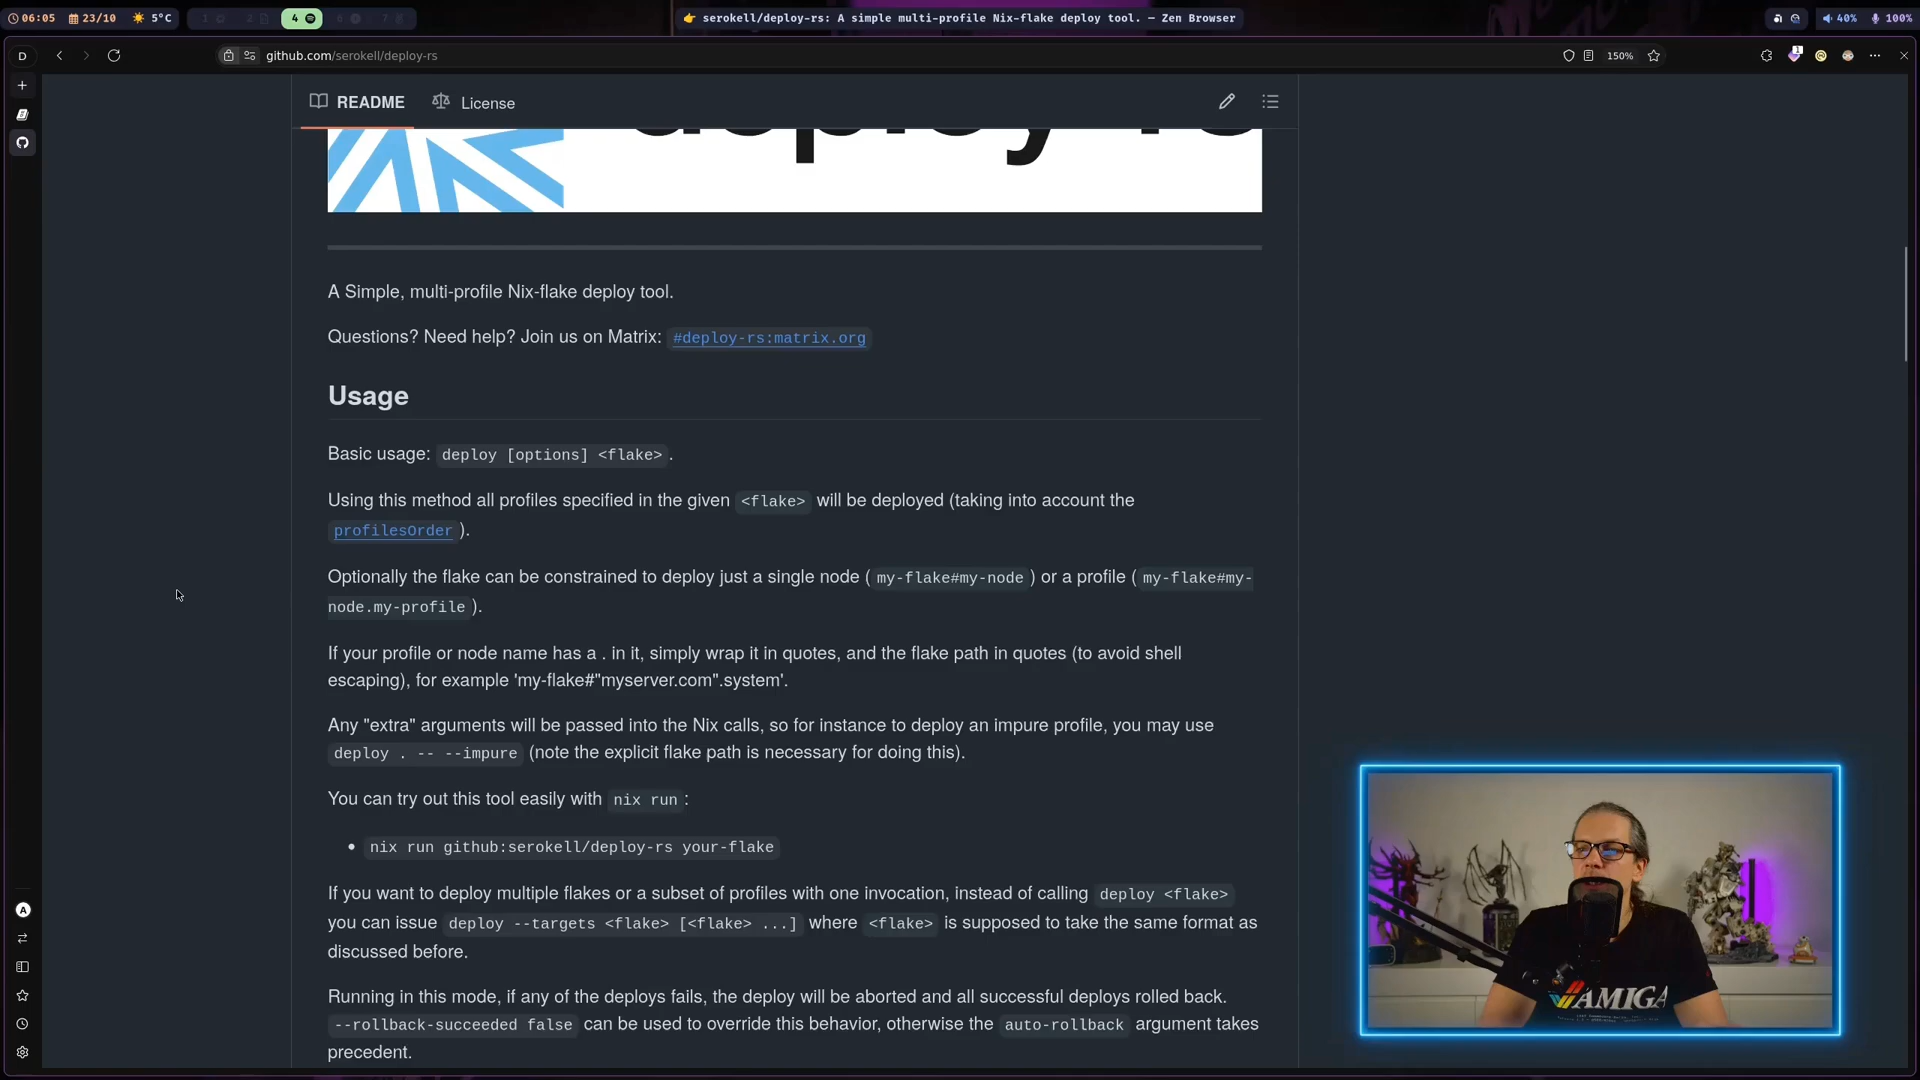 06:05 23/10 5°C
4
👉 serokell/deploy-rs: A simple multi-profile Nix-flake deploy tool. — Zen Browser
40% 100%
D
github.com/serokell/deploy-rs
150%
README License
A Simple, multi-profile Nix-flake deploy tool.
Questions? Need help? Join us on Matrix: #deploy-rs:matrix.org
Usage
Basic usage: deploy [options] <flake>.
Using this method all profiles specified in the given <flake> will be deployed (taking into account the
profilesOrder).
Optionally the flake can be constrained to deploy just a single node (my-flake#my-node) or a profile (my-flake#my-
node.my-profile).
If your profile or node name has a . in it, simply wrap it in quotes, and the flake path in quotes (to avoid shell
escaping), for example 'my-flake#"myserver.com".system'.
Any "extra" arguments will be passed into the Nix calls, so for instance to deploy an impure profile, you may use
deploy . -- --impure (note the explicit flake path is necessary for doing this).
You can try out this tool easily with nix run:
• nix run github:serokell/deploy-rs your-flake
If you want to deploy multiple flakes or a subset of profiles with one invocation, instead of calling deploy <flake>
you can issue deploy --targets <flake> [<flake> ...] where <flake> is supposed to take the same format as
discussed before.
Running in this mode, if any of the deploys fails, the deploy will be aborted and all successful deploys rolled back.
--rollback-succeeded false can be used to override this behavior, otherwise the auto-rollback argument takes
precedent.
A
AMIGA